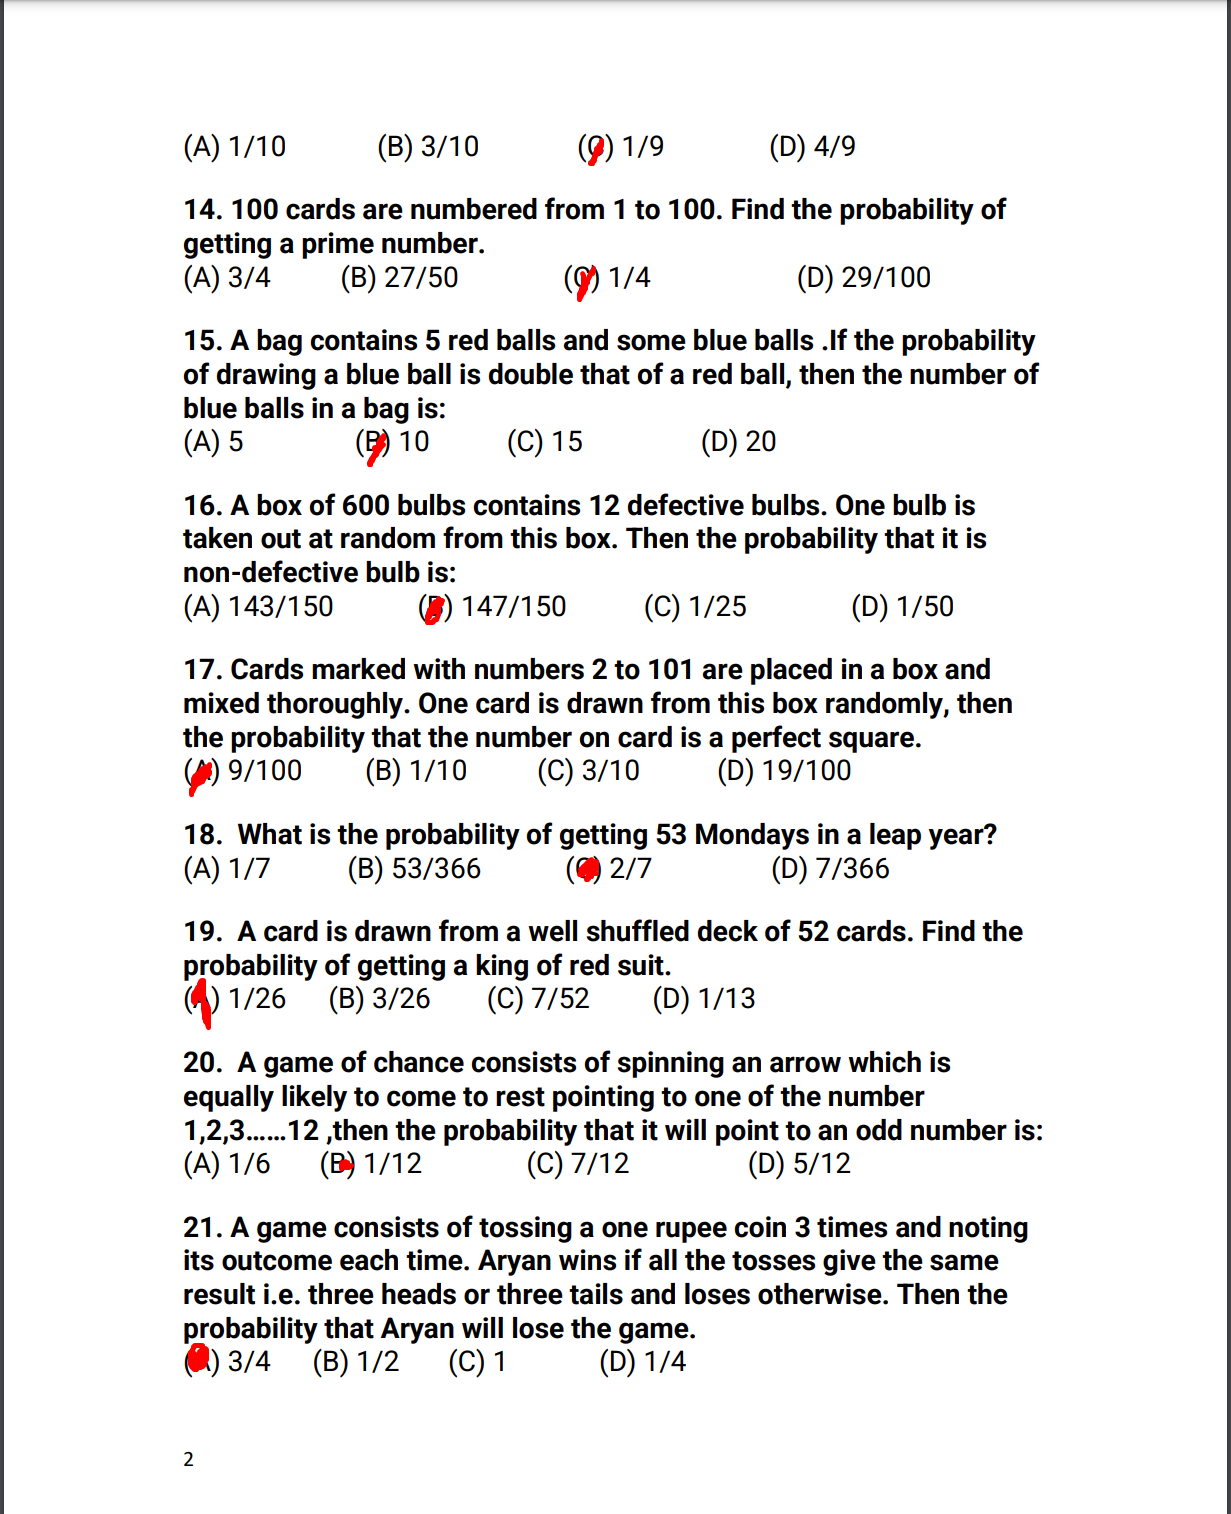 (A) 1/10 (B) 3/10 (C) 1/9 (D) 4/9
14. 100 cards are numbered from 1 to 100. Find the probability of
getting a prime number.
(A) 3/4 (B) 27/50 (C) 1/4 (D) 29/100
15. A bag contains 5 red balls and some blue balls .If the probability
of drawing a blue ball is double that of a red ball, then the number of
blue balls in a bag is:
(A) 5 (B) 10 (C) 15 (D) 20
16. A box of 600 bulbs contains 12 defective bulbs. One bulb is
taken out at random from this box. Then the probability that it is
non-defective bulb is:
(A) 143/150 (B) 147/150 (C) 1/25 (D) 1/50
17. Cards marked with numbers 2 to 101 are placed in a box and
mixed thoroughly. One card is drawn from this box randomly, then
the probability that the number on card is a perfect square.
(A) 9/100 (B) 1/10 (C) 3/10 (D) 19/100
18. What is the probability of getting 53 Mondays in a leap year?
(A) 1/7 (B) 53/366 (C) 2/7 (D) 7/366
19. A card is drawn from a well shuffled deck of 52 cards. Find the
probability of getting a king of red suit.
(A) 1/26 (B) 3/26 (C) 7/52 (D) 1/13
20. A game of chance consists of spinning an arrow which is
equally likely to come to rest pointing to one of the number
1,2,3……12 ,then the probability that it will point to an odd number is:
(A) 1/6 (B) 1/12 (C) 7/12 (D) 5/12
21. A game consists of tossing a one rupee coin 3 times and noting
its outcome each time. Aryan wins if all the tosses give the same
result i.e. three heads or three tails and loses otherwise. Then the
probability that Aryan will lose the game.
(A) 3/4 (B) 1/2 (C) 1 (D) 1/4
2